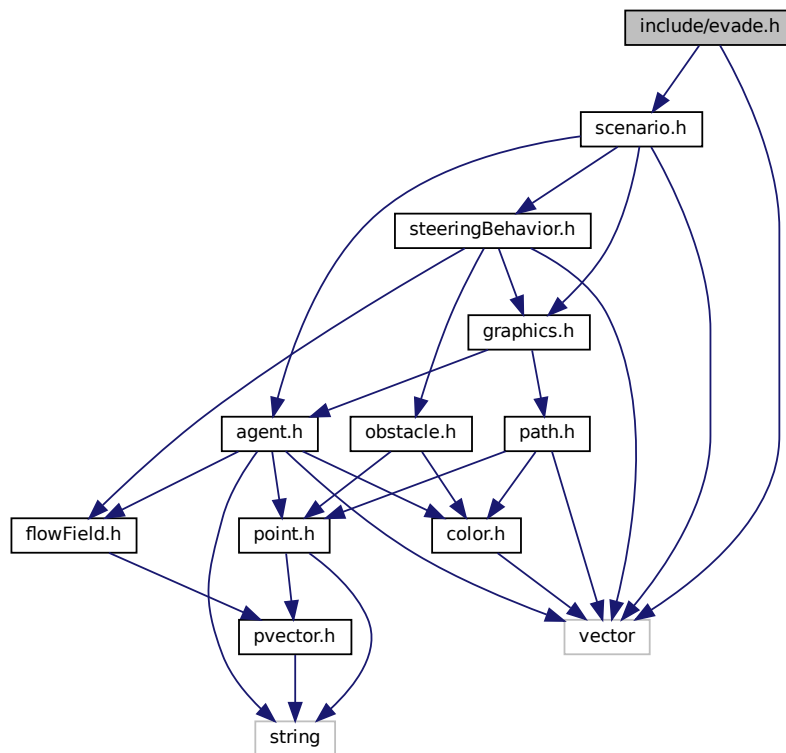 include/evade.h
scenario.h
steeringBehavior.h
graphics.h
agent.h
obstacle.h
path.h
flowField.h
point.h
color.h
pvector.h
vector
string